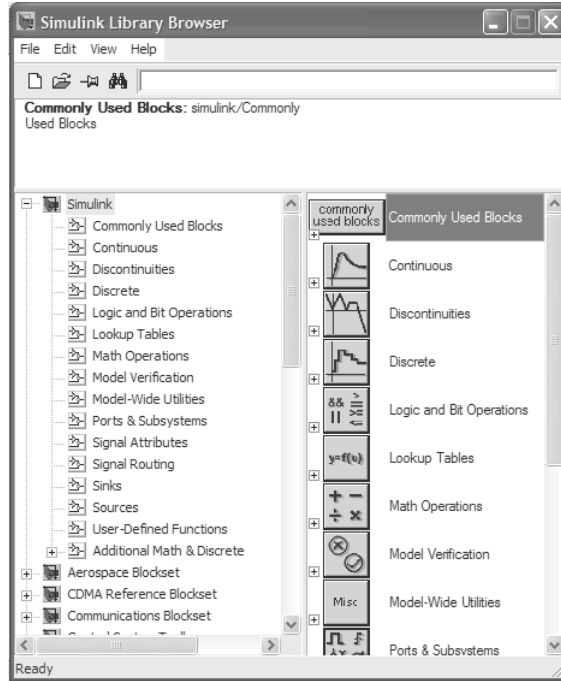 Simulink Library Browser
File Edit View Help
Commonly Used Blocks: simulink/Commonly
Used Blocks
Simulink
Commonly Used Blocks
Continuous
Discontinuities
Discrete
Logic and Bit Operations
Lookup Tables
Math Operations
Model Verification
Model-Wide Utilities
Ports & Subsystems
Signal Attributes
Signal Routing
Sinks
Sources
User-Defined Functions
Additional Math & Discrete
Aerospace Blockset
CDMA Reference Blockset
Communications Blockset
commonly
used blocks
Commonly Used Blocks
Continuous
Discontinuities
Discrete
&& || > >= <=
Logic and Bit Operations
y=f(u)
Lookup Tables
+ − ÷ ×
Math Operations
Model Verification
Misc
Model-Wide Utilities
Ports & Subsystems
Ready